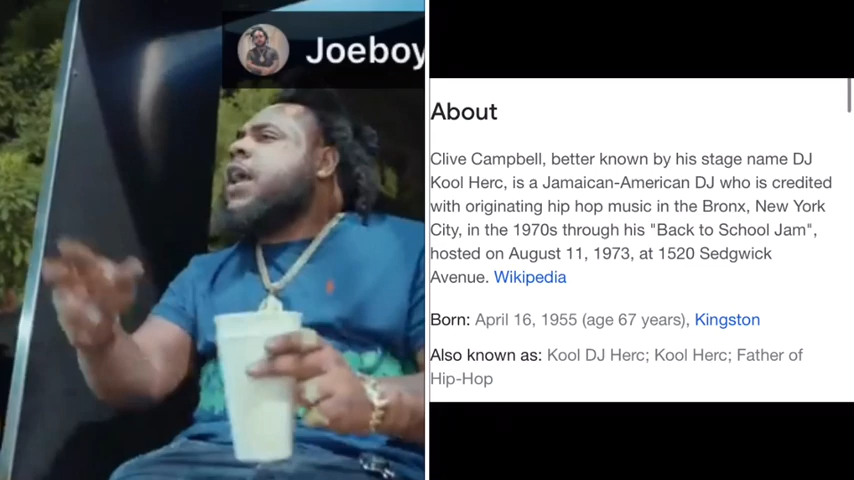 Joeboy
About
Clive Campbell, better known by his stage name DJ
Kool Herc, is a Jamaican-American DJ who is credited
with originating hip hop music in the Bronx, New York
City, in the 1970s through his "Back to School Jam",
hosted on August 11, 1973, at 1520 Sedgwick
Avenue. Wikipedia
Born: April 16, 1955 (age 67 years), Kingston
Also known as: Kool DJ Herc; Kool Herc; Father of
Hip-Hop